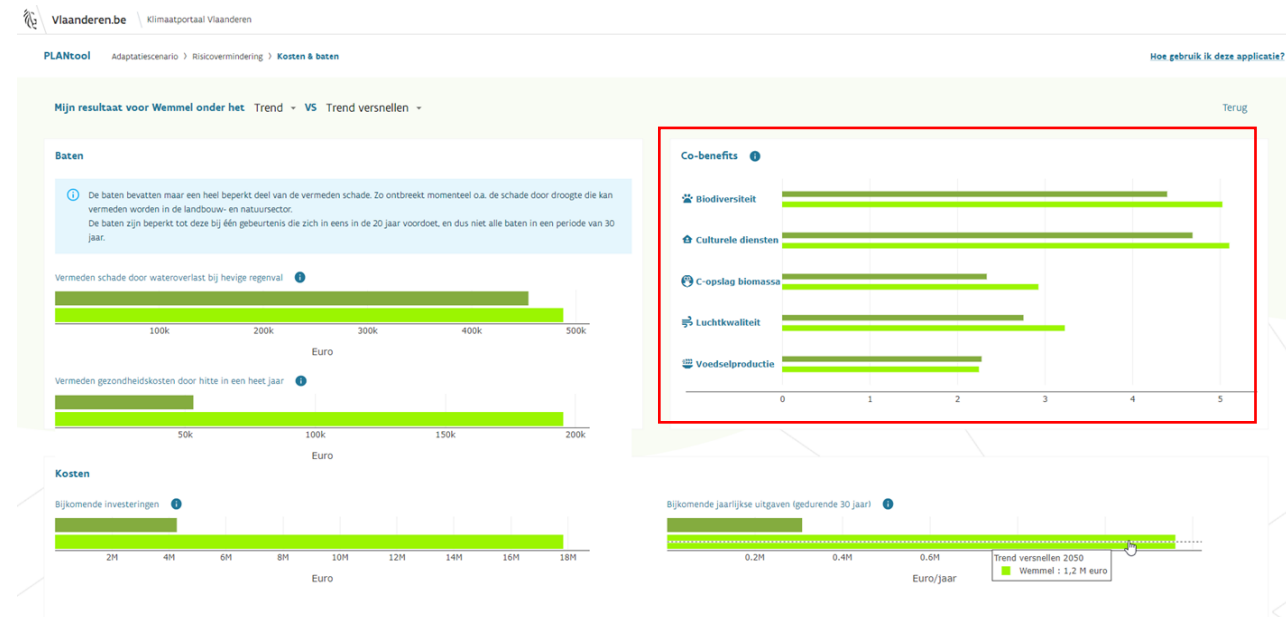 Vlaanderen.be
Klimaatportaal Vlaanderen
PLANtool
Adaptatiescenario > Risicovermindering > Kosten & baten
Hoe gebruik ik deze applicatie?
Mijn resultaat voor Wemmel onder het Trend VS Trend versnellen
Terug
Baten
De baten bevatten maar een heel beperkt deel van de vermeden schade. Zo ontbreekt momenteel o.a. de schade door droogte die kan
vermeden worden in de landbouw- en natuursector.
De baten zijn beperkt tot deze bij één gebeurtenis die zich in eens in de 20 jaar voordoet, en dus niet alle baten in een periode van 30
jaar.
Vermeden schade door wateroverlast bij hevige regenval
100k 200k 300k 400k 500k
Euro
Vermeden gezondheidskosten door hitte in een heet jaar
50k 100k 150k 200k
Euro
Co-benefits
Biodiversiteit
Culturele diensten
C-opslag biomassa
Luchtkwaliteit
Voedselproductie
0 1 2 3 4 5
Kosten
Bijkomende investeringen
2M 4M 6M 8M 10M 12M 14M 16M 18M
Euro
Bijkomende jaarlijkse uitgaven (gedurende 30 jaar)
0.2M 0.4M 0.6M
Euro/jaar
Trend versnellen 2050
Wemmel : 1,2 M euro